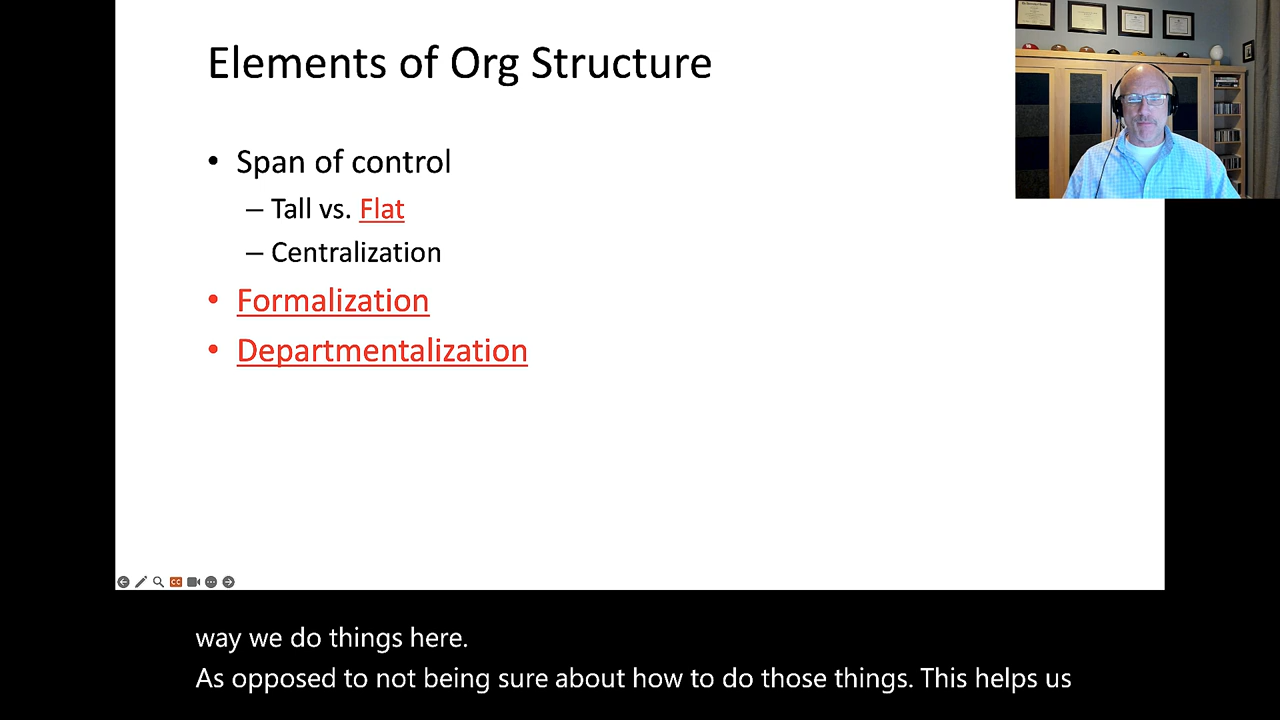 Elements of Org Structure
• Span of control
– Tall vs. Flat
– Centralization
• Formalization
• Departmentalization
CC
way we do things here.
As opposed to not being sure about how to do those things. This helps us